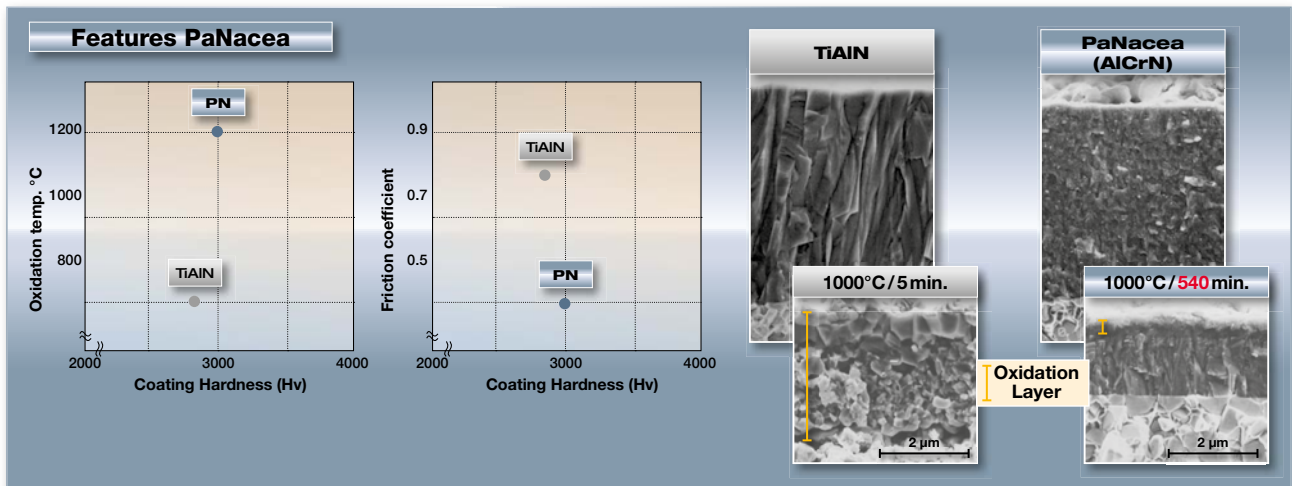 Features PaNacea
1200
1000
800
Oxidation temp. °C
PN
TiAlN
2000
3000
4000
Coating Hardness (Hv)
0.9
0.7
0.5
Friction coefficient
TiAlN
PN
2000
3000
4000
Coating Hardness (Hv)
TiAlN
1000°C/5 min.
2 µm
Oxidation
Layer
PaNacea
(AlCrN)
1000°C/540 min.
2 µm